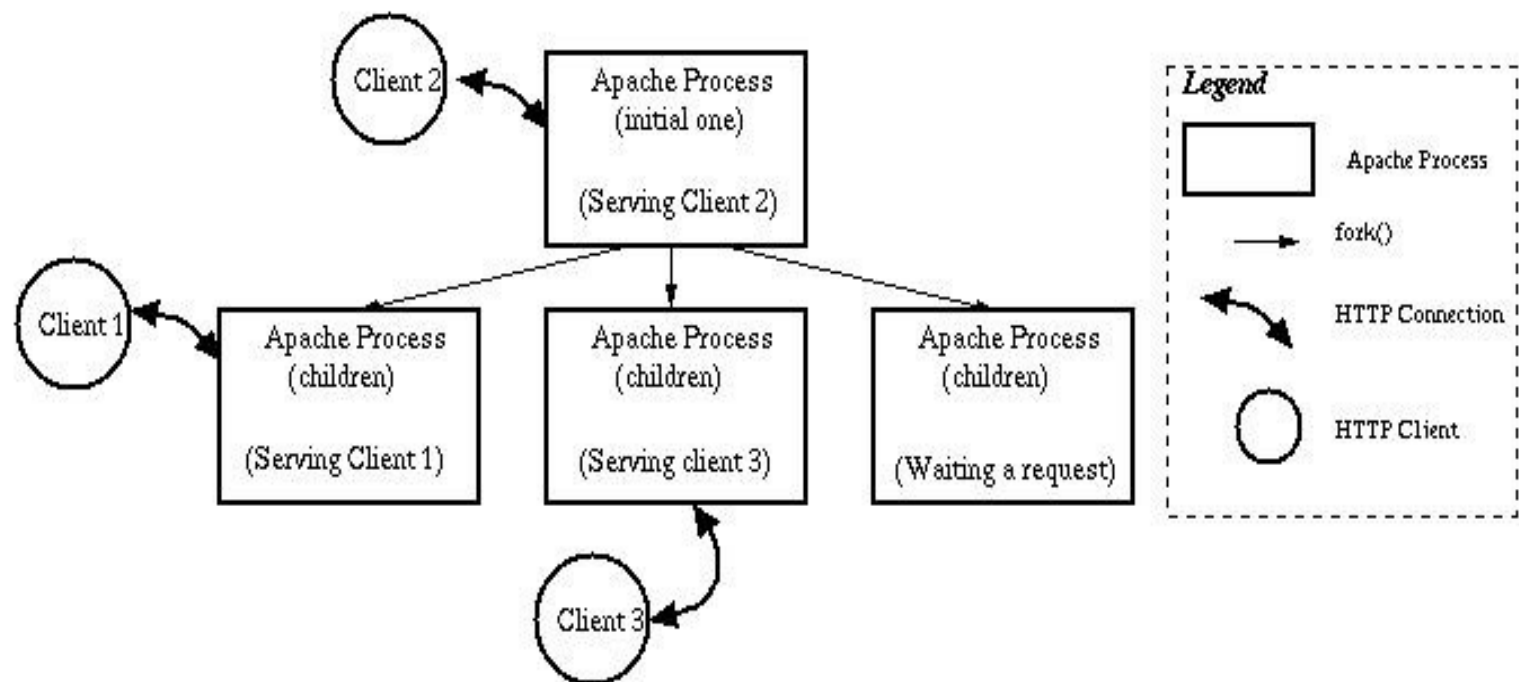 Client 2
Apache Process
(initial one)
(Serving Client 2)
Client 1
Apache Process
(children)
(Serving Client 1)
Apache Process
(children)
(Serving client 3)
Apache Process
(children)
(Waiting a request)
Client 3
Legend
Apache Process
fork()
HTTP Connection
HTTP Client